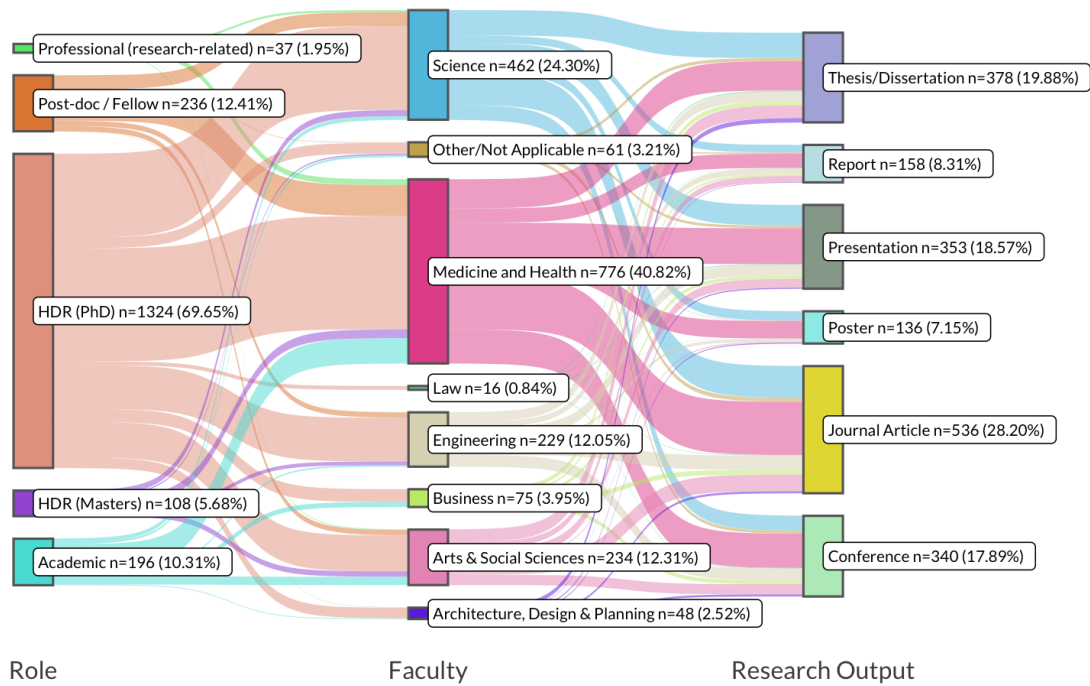 Professional (research-related) n=37 (1.95%)
Post-doc / Fellow n=236 (12.41%)
HDR (PhD) n=1324 (69.65%)
HDR (Masters) n=108 (5.68%)
Academic n=196 (10.31%)
Science n=462 (24.30%)
Other/Not Applicable n=61 (3.21%)
Medicine and Health n=776 (40.82%)
Law n=16 (0.84%)
Engineering n=229 (12.05%)
Business n=75 (3.95%)
Arts & Social Sciences n=234 (12.31%)
Architecture, Design & Planning n=48 (2.52%)
Thesis/Dissertation n=378 (19.88%)
Report n=158 (8.31%)
Presentation n=353 (18.57%)
Poster n=136 (7.15%)
Journal Article n=536 (28.20%)
Conference n=340 (17.89%)
Role
Faculty
Research Output